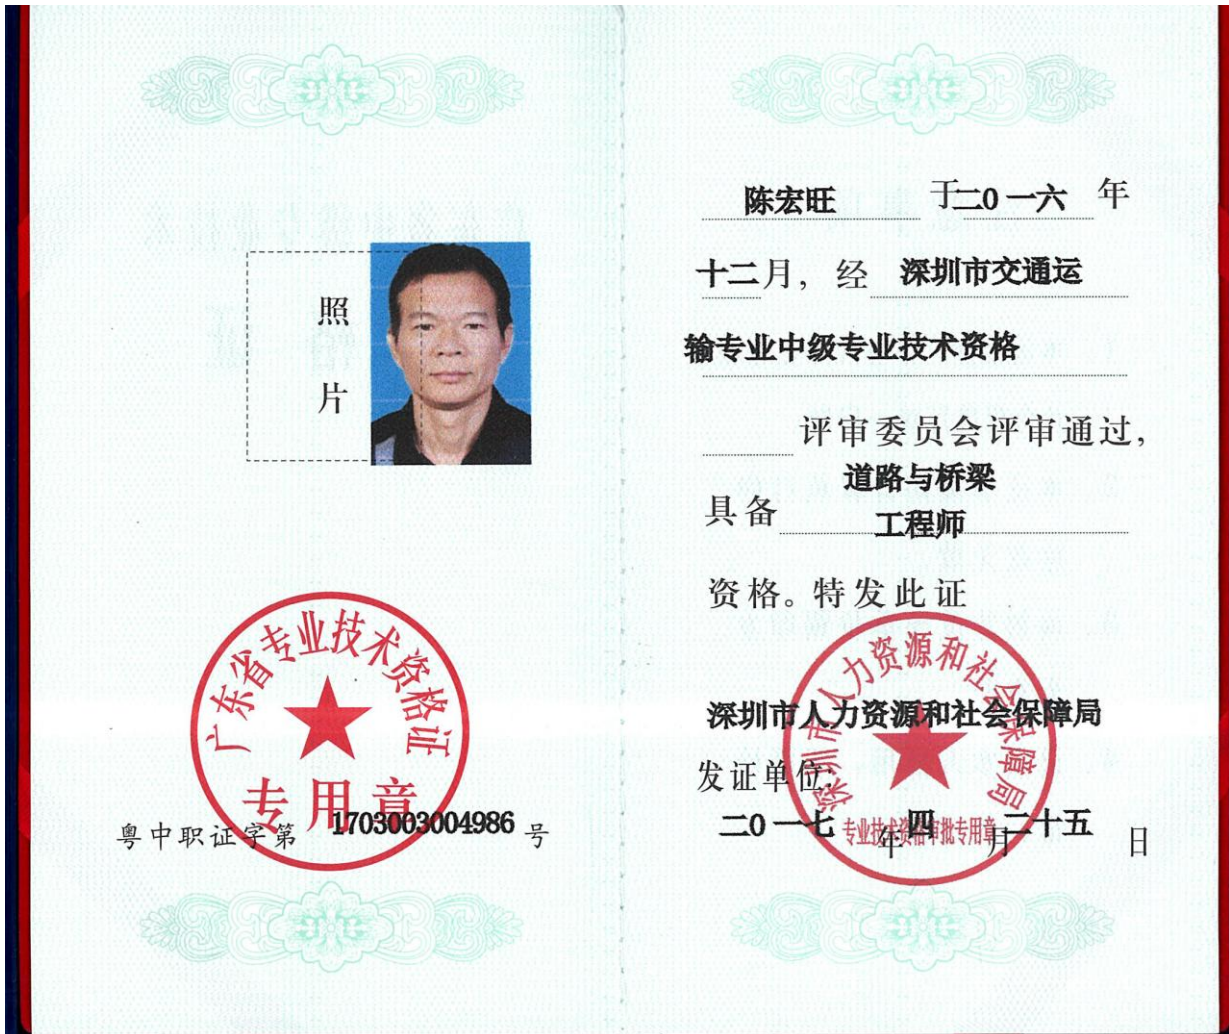 照
片
广东省专业技术资格证
专用章
粤中职证字第 1703003004986 号
陈宏旺 于二0一六 年
十二月，经 深圳市交通运
输专业中级专业技术资格
评审委员会评审通过，
道路与桥梁
具备 工程师
资格。特发此证
深圳市人力资源和社会保障局
深圳市人力资源和社会保障局
发证单位：
二0一七 年 四 月 二十五 日
专业技术资格审批专用章